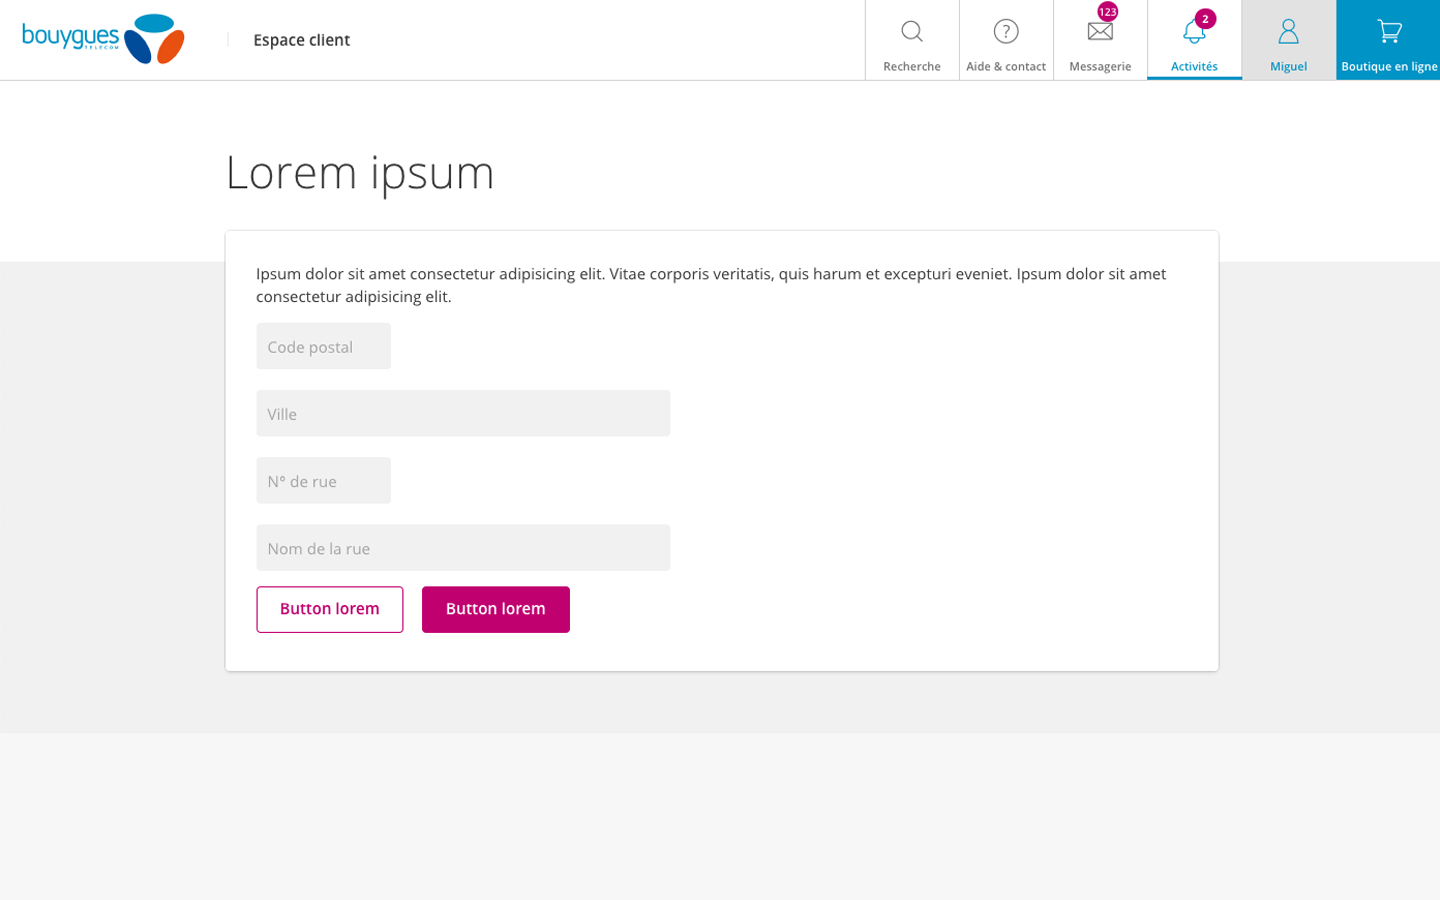 bouygues
TELECOM
Espace client
Recherche
?
Aide & contact
123
Messagerie
2
Activités
Miguel
Boutique en ligne
Lorem ipsum
Ipsum dolor sit amet consectetur adipisicing elit. Vitae corporis veritatis, quis harum et excepturi eveniet. Ipsum dolor sit amet
consectetur adipisicing elit.
Code postal
Ville
N° de rue
Nom de la rue
Button lorem
Button lorem